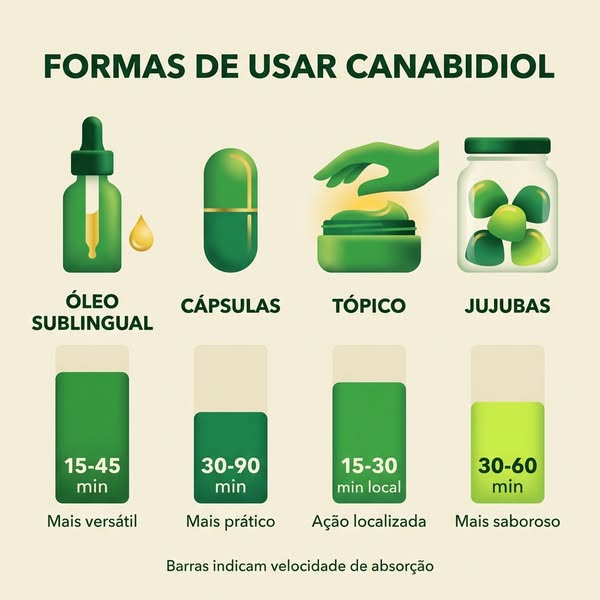 FORMAS DE USAR CANABIDIOL
ÓLEO
SUBLINGUAL
CÁPSULAS
TÓPICO
JUJUBAS
15-45
min
30-90
min
15-30
min local
30-60
min
Mais versátil
Mais prático
Ação localizada
Mais saboroso
Barras indicam velocidade de absorção